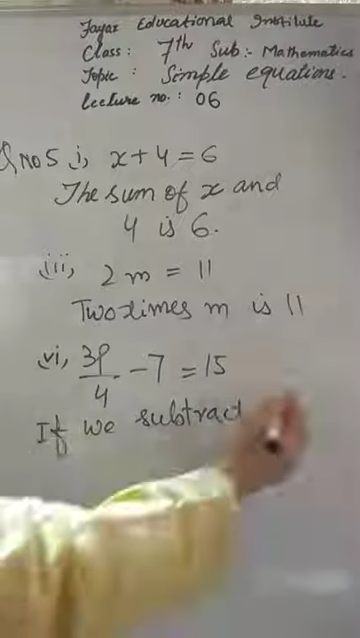 Jayaz Educational Institute
Class: 7th Sub:- Mathematics
Topic: Simple equations.
Lecture no.: 06
Q No 5 i, x + 4 = 6
The sum of x and
4 is 6.
iii, 2m = 11
Two times m is 11
vi, 3p/4 - 7 = 15
If we subtract